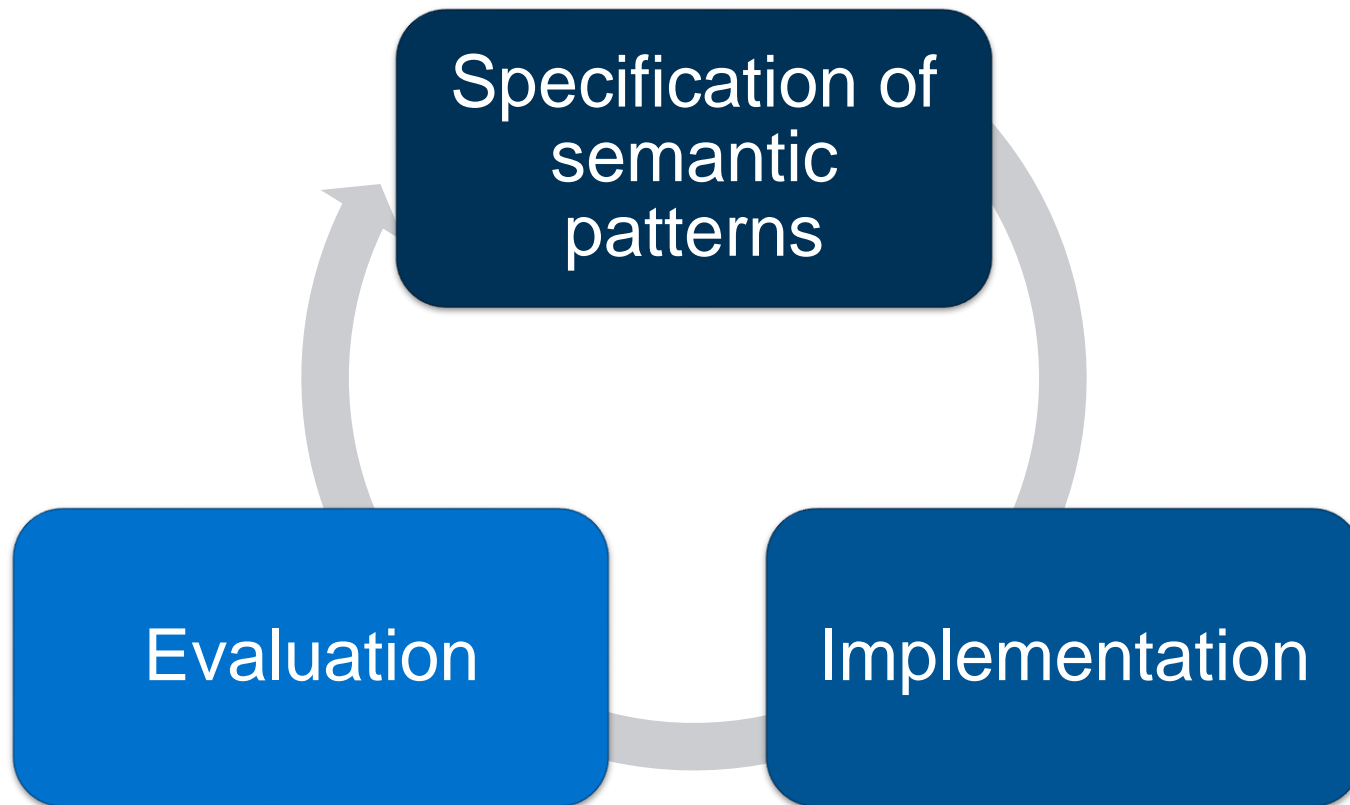 Specification of
semantic
patterns
Evaluation
Implementation